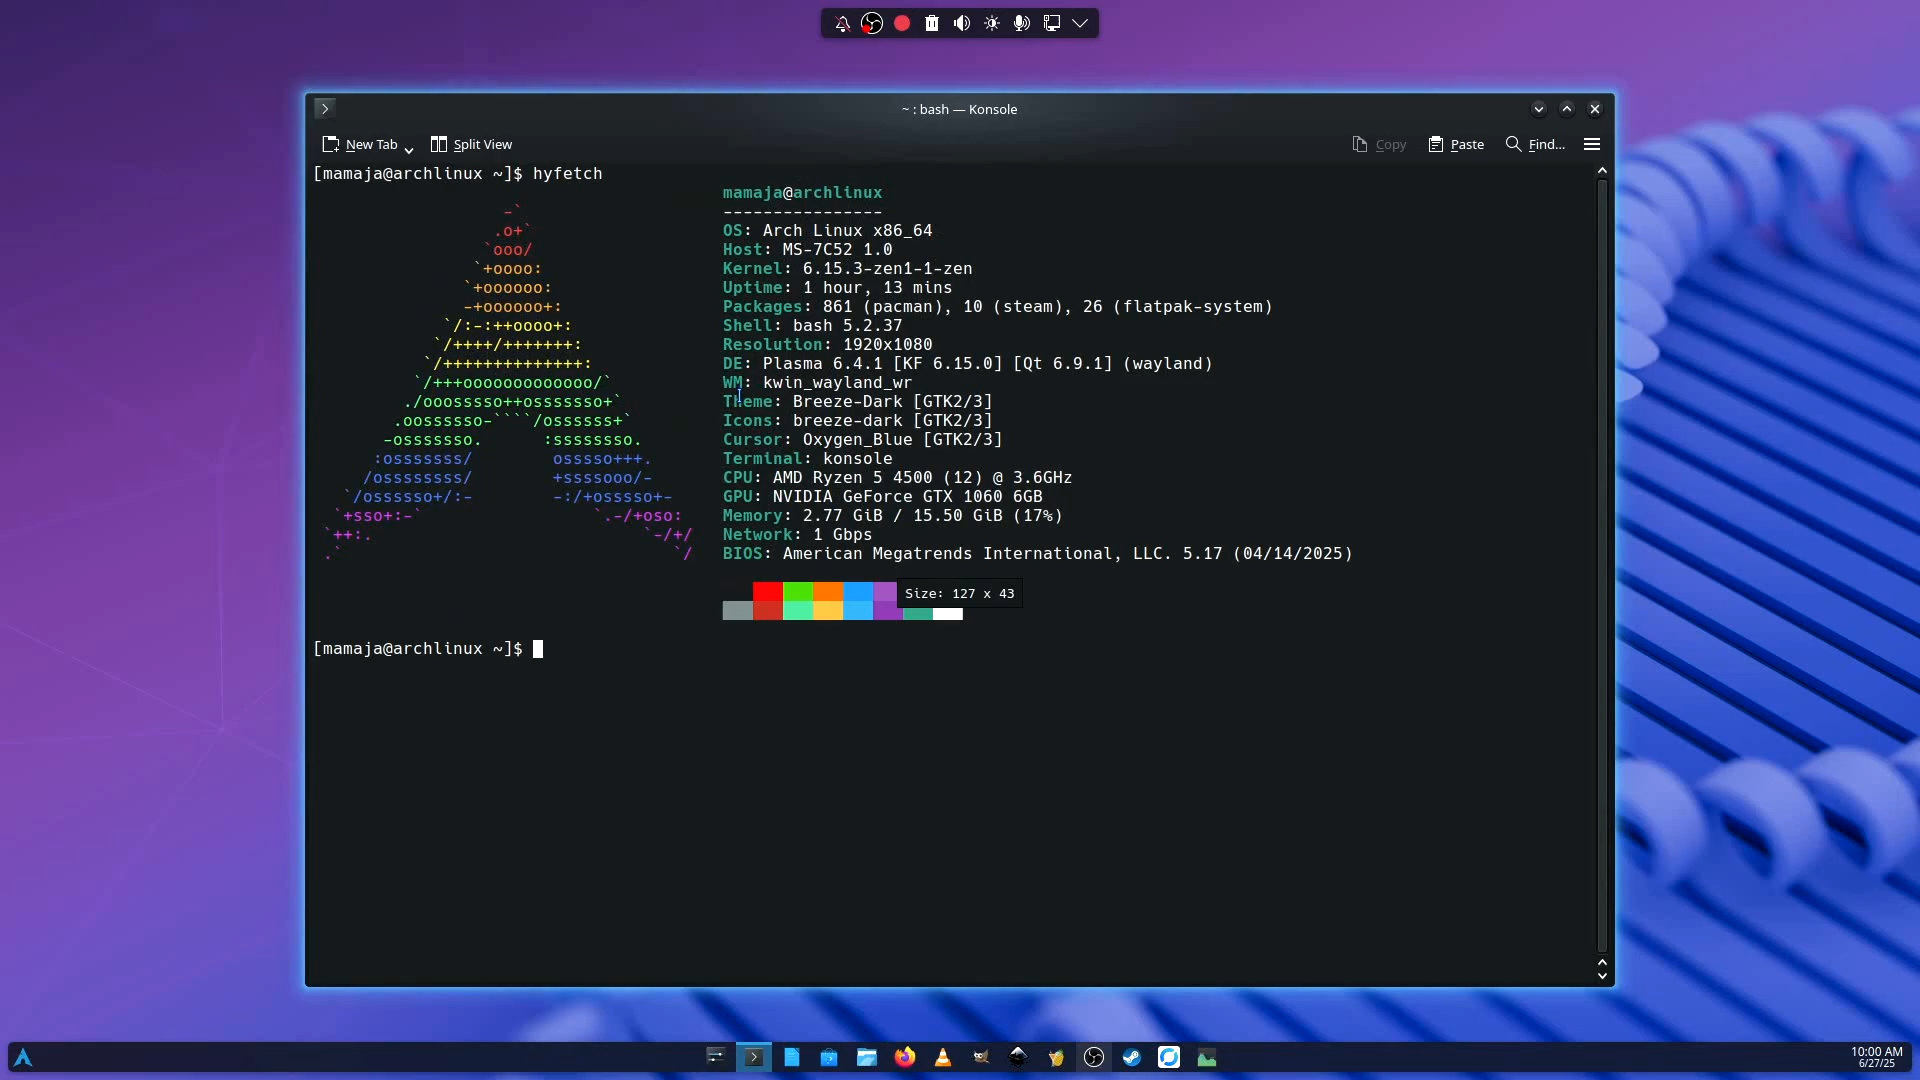 ~ : bash — Konsole
New Tab
Split View
Copy
Paste
Find...
[mamaja@archlinux ~]$ hyfetch
mamaja@archlinux
----------------
OS: Arch Linux x86_64
Host: MS-7C52 1.0
Kernel: 6.15.3-zen1-1-zen
Uptime: 1 hour, 13 mins
Packages: 861 (pacman), 10 (steam), 26 (flatpak-system)
Shell: bash 5.2.37
Resolution: 1920x1080
DE: Plasma 6.4.1 [KF 6.15.0] [Qt 6.9.1] (wayland)
WM: kwin_wayland_wr
Theme: Breeze-Dark [GTK2/3]
Icons: breeze-dark [GTK2/3]
Cursor: Oxygen_Blue [GTK2/3]
Terminal: konsole
CPU: AMD Ryzen 5 4500 (12) @ 3.6GHz
GPU: NVIDIA GeForce GTX 1060 6GB
Memory: 2.77 GiB / 15.50 GiB (17%)
Network: 1 Gbps
BIOS: American Megatrends International, LLC. 5.17 (04/14/2025)
Size: 127 x 43
[mamaja@archlinux ~]$
10:00 AM
6/27/25